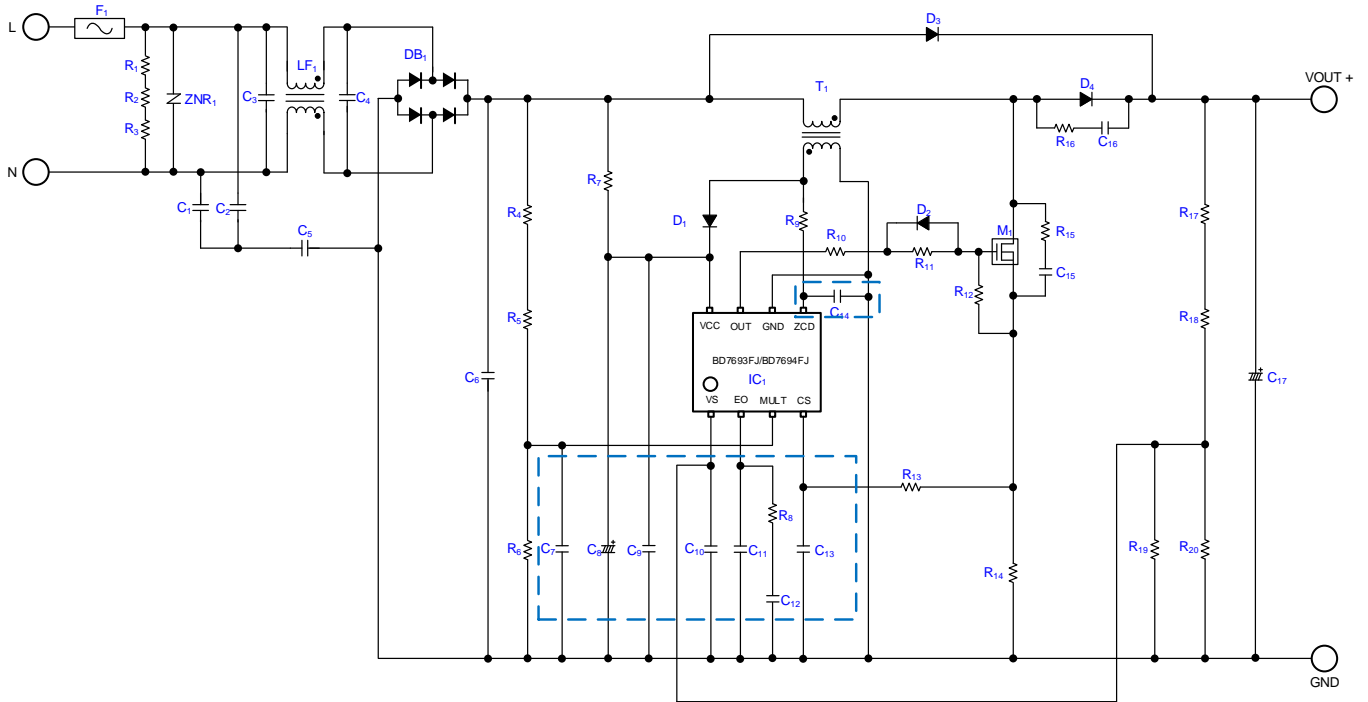 F1
L
D3
LF1
DB1
VOUT +
R1
R2
R3
ZNR1
C3
C4
T1
D4
R16
C16
N
R7
C1
C2
R4
D1
R9
D2
R17
C5
R10
R11
M1
R15
C15
R12
C14
R5
R18
VCC
OUT
GND
ZCD
BD7693FJ/BD7694FJ
IC1
C6
C17
VS
EO
MULT
CS
R13
R8
R6
C7
C8
C9
C10
C11
C13
R19
R20
R14
C12
GND